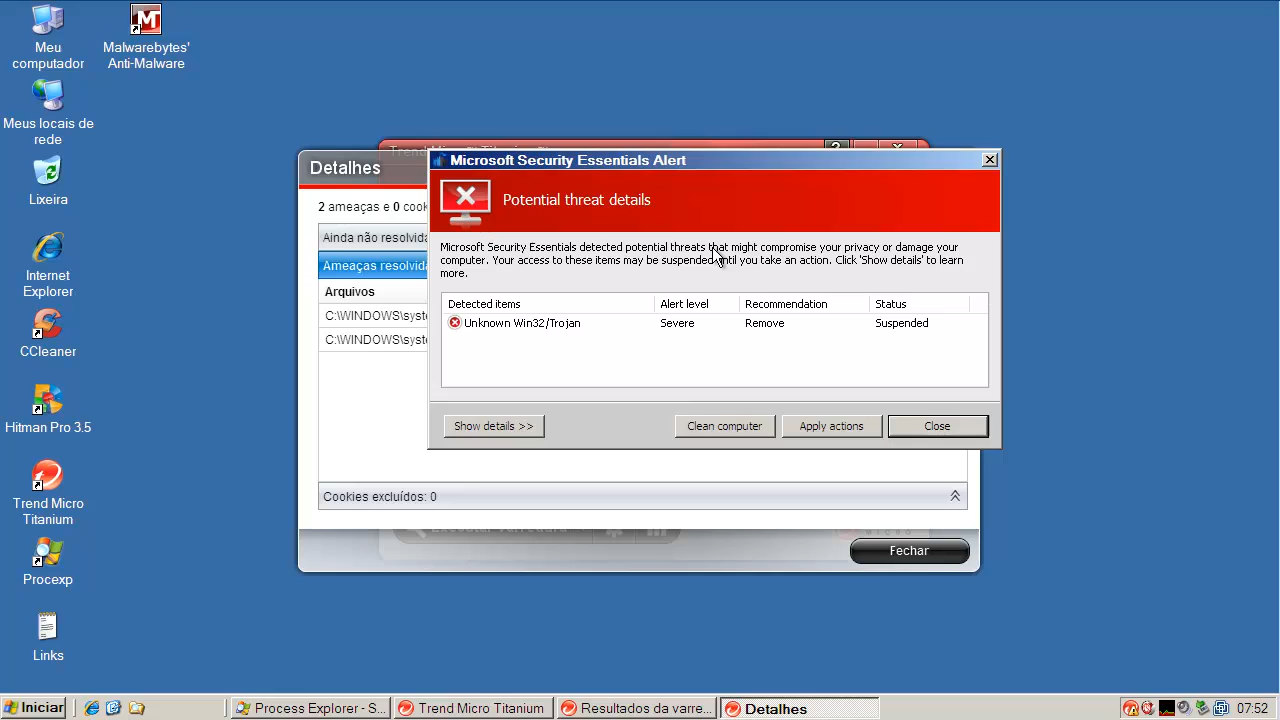 Meu
computador
Malwarebytes'
Anti-Malware
Meus locais de
rede
Lixeira
Internet
Explorer
CCleaner
Hitman Pro 3.5
Trend Micro
Titanium
Procexp
Links
Detalhes
2 ameaças e 0 cook
Ainda não resolvida
Ameaças resolvida
Arquivos
C:\WINDOWS\syste
C:\WINDOWS\syste
Cookies excluídos: 0
Fechar
Microsoft Security Essentials Alert
Potential threat details
Microsoft Security Essentials detected potential threats that might compromise your privacy or damage your
computer. Your access to these items may be suspended until you take an action. Click 'Show details' to learn
more.
Detected items Alert level Recommendation Status
Unknown Win32/Trojan Severe Remove Suspended
Show details >> Clean computer Apply actions Close
Iniciar Process Explorer - S... Trend Micro Titanium Resultados da varre... Detalhes 07:52